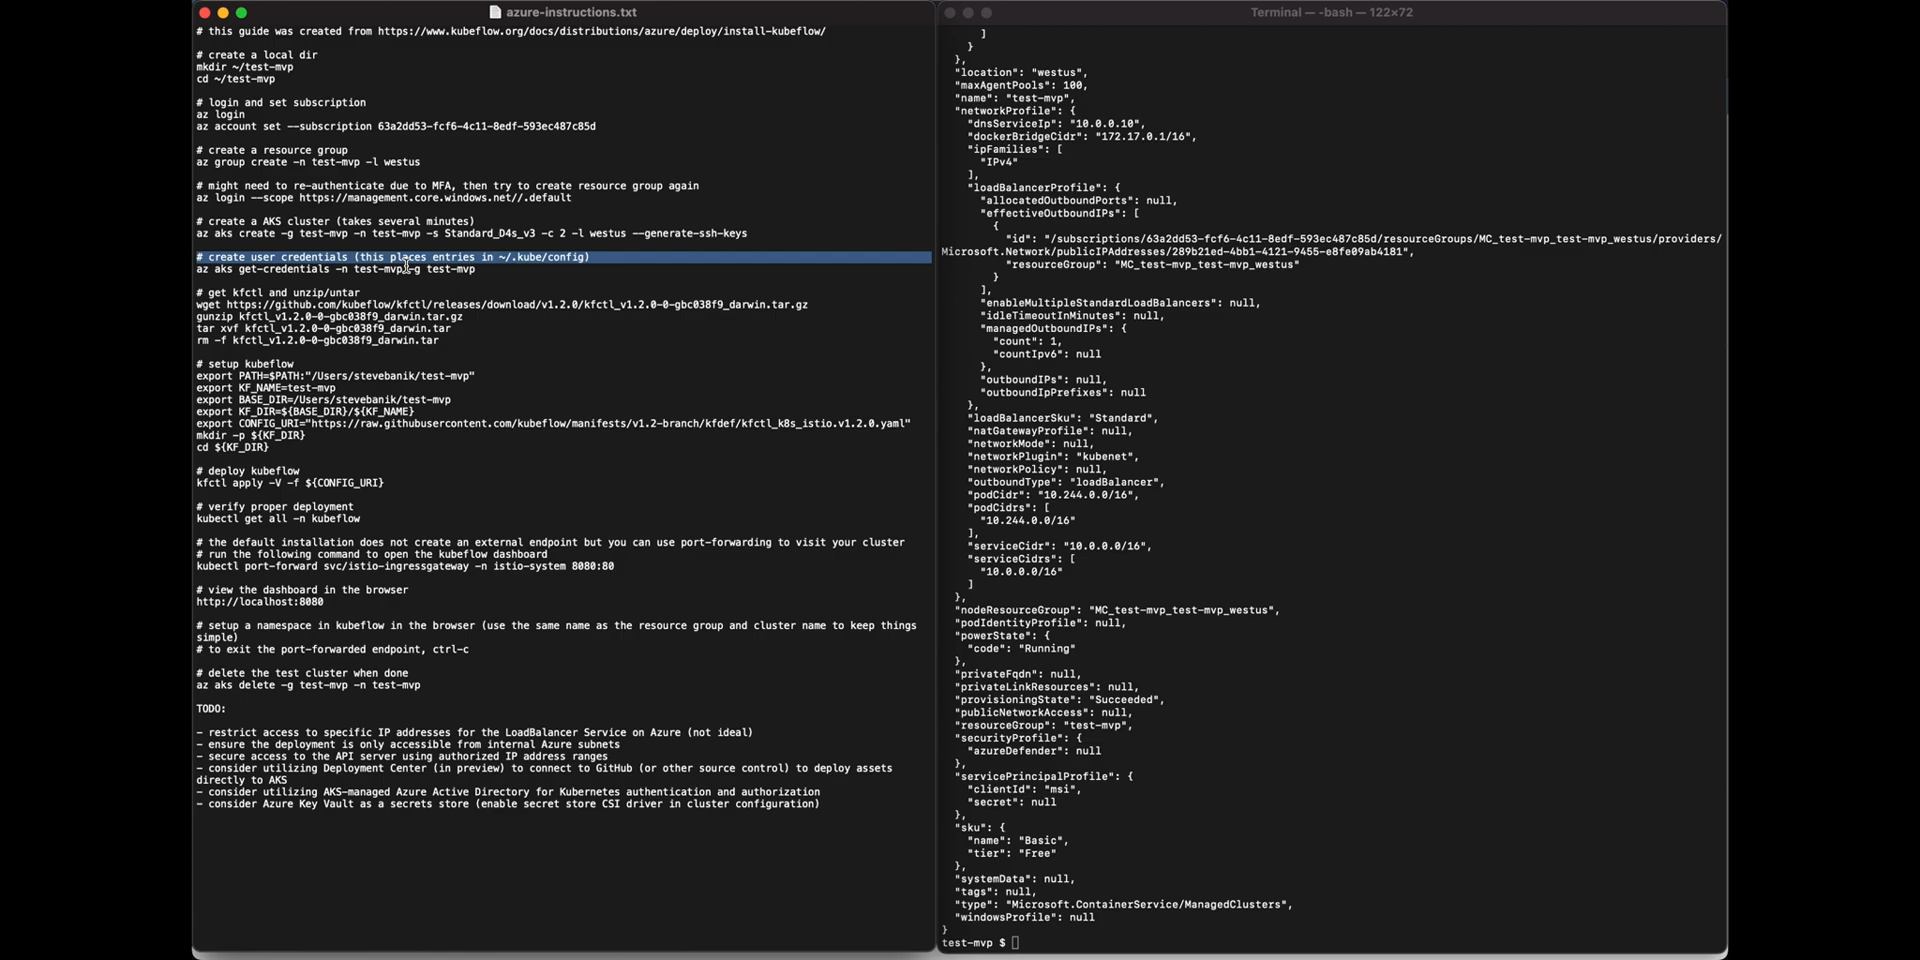 azure-instructions.txt
# this guide was created from https://www.kubeflow.org/docs/distributions/azure/deploy/install-kubeflow/
# create a local dir
mkdir ~/test-mvp
cd ~/test-mvp
# login and set subscription
az login
az account set --subscription 63a2dd53-fcf6-4c11-8edf-593ec487c85d
# create a resource group
az group create -n test-mvp -l westus
# might need to re-authenticate due to MFA, then try to create resource group again
az login --scope https://management.core.windows.net//.default
# create a AKS cluster (takes several minutes)
az aks create -g test-mvp -n test-mvp -s Standard_D4s_v3 -c 2 -l westus --generate-ssh-keys
# create user credentials (this places entries in ~/.kube/config)
az aks get-credentials -n test-mvp -g test-mvp
# get kfctl and unzip/untar
wget https://github.com/kubeflow/kfctl/releases/download/v1.2.0/kfctl_v1.2.0-0-gbc038f9_darwin.tar.gz
gunzip kfctl_v1.2.0-0-gbc038f9_darwin.tar.gz
tar xvf kfctl_v1.2.0-0-gbc038f9_darwin.tar
rm -f kfctl_v1.2.0-0-gbc038f9_darwin.tar
# setup kubeflow
export PATH=$PATH:"/Users/stevebanik/test-mvp"
export KF_NAME=test-mvp
export BASE_DIR=/Users/stevebanik/test-mvp
export KF_DIR=${BASE_DIR}/${KF_NAME}
export CONFIG_URI="https://raw.githubusercontent.com/kubeflow/manifests/v1.2-branch/kfdef/kfctl_k8s_istio.v1.2.0.yaml"
mkdir -p ${KF_DIR}
cd ${KF_DIR}
# deploy kubeflow
kfctl apply -V -f ${CONFIG_URI}
# verify proper deployment
kubectl get all -n kubeflow
# the default installation does not create an external endpoint but you can use port-forwarding to visit your cluster
# run the following command to open the kubeflow dashboard
kubectl port-forward svc/istio-ingressgateway -n istio-system 8080:80
# view the dashboard in the browser
http://localhost:8080
# setup a namespace in kubeflow in the browser (use the same name as the resource group and cluster name to keep things
simple)
# to exit the port-forwarded endpoint, ctrl-c
# delete the test cluster when done
az aks delete -g test-mvp -n test-mvp
TODO:
- restrict access to specific IP addresses for the LoadBalancer Service on Azure (not ideal)
- ensure the deployment is only accessible from internal Azure subnets
- secure access to the API server using authorized IP address ranges
- consider utilizing Deployment Center (in preview) to connect to GitHub (or other source control) to deploy assets
directly to AKS
- consider utilizing AKS-managed Azure Active Directory for Kubernetes authentication and authorization
- consider Azure Key Vault as a secrets store (enable secret store CSI driver in cluster configuration)
Terminal — -bash — 122×72
]
}
},
"location": "westus",
"maxAgentPools": 100,
"name": "test-mvp",
"networkProfile": {
"dnsServiceIp": "10.0.0.10",
"dockerBridgeCidr": "172.17.0.1/16",
"ipFamilies": [
"IPv4"
],
"loadBalancerProfile": {
"allocatedOutboundPorts": null,
"effectiveOutboundIPs": [
{
"id": "/subscriptions/63a2dd53-fcf6-4c11-8edf-593ec487c85d/resourceGroups/MC_test-mvp_test-mvp_westus/providers/
Microsoft.Network/publicIPAddresses/289b21ed-4bb1-4121-9455-e8fe09ab4181",
"resourceGroup": "MC_test-mvp_test-mvp_westus"
}
],
"enableMultipleStandardLoadBalancers": null,
"idleTimeoutInMinutes": null,
"managedOutboundIPs": {
"count": 1,
"countIpv6": null
},
"outboundIPs": null,
"outboundIpPrefixes": null
},
"loadBalancerSku": "Standard",
"natGatewayProfile": null,
"networkMode": null,
"networkPlugin": "kubenet",
"networkPolicy": null,
"outboundType": "loadBalancer",
"podCidr": "10.244.0.0/16",
"podCidrs": [
"10.244.0.0/16"
],
"serviceCidr": "10.0.0.0/16",
"serviceCidrs": [
"10.0.0.0/16"
]
},
"nodeResourceGroup": "MC_test-mvp_test-mvp_westus",
"podIdentityProfile": null,
"powerState": {
"code": "Running"
},
"privateFqdn": null,
"privateLinkResources": null,
"provisioningState": "Succeeded",
"publicNetworkAccess": null,
"resourceGroup": "test-mvp",
"securityProfile": {
"azureDefender": null
},
"servicePrincipalProfile": {
"clientId": "msi",
"secret": null
},
"sku": {
"name": "Basic",
"tier": "Free"
},
"systemData": null,
"tags": null,
"type": "Microsoft.ContainerService/ManagedClusters",
"windowsProfile": null
}
test-mvp $